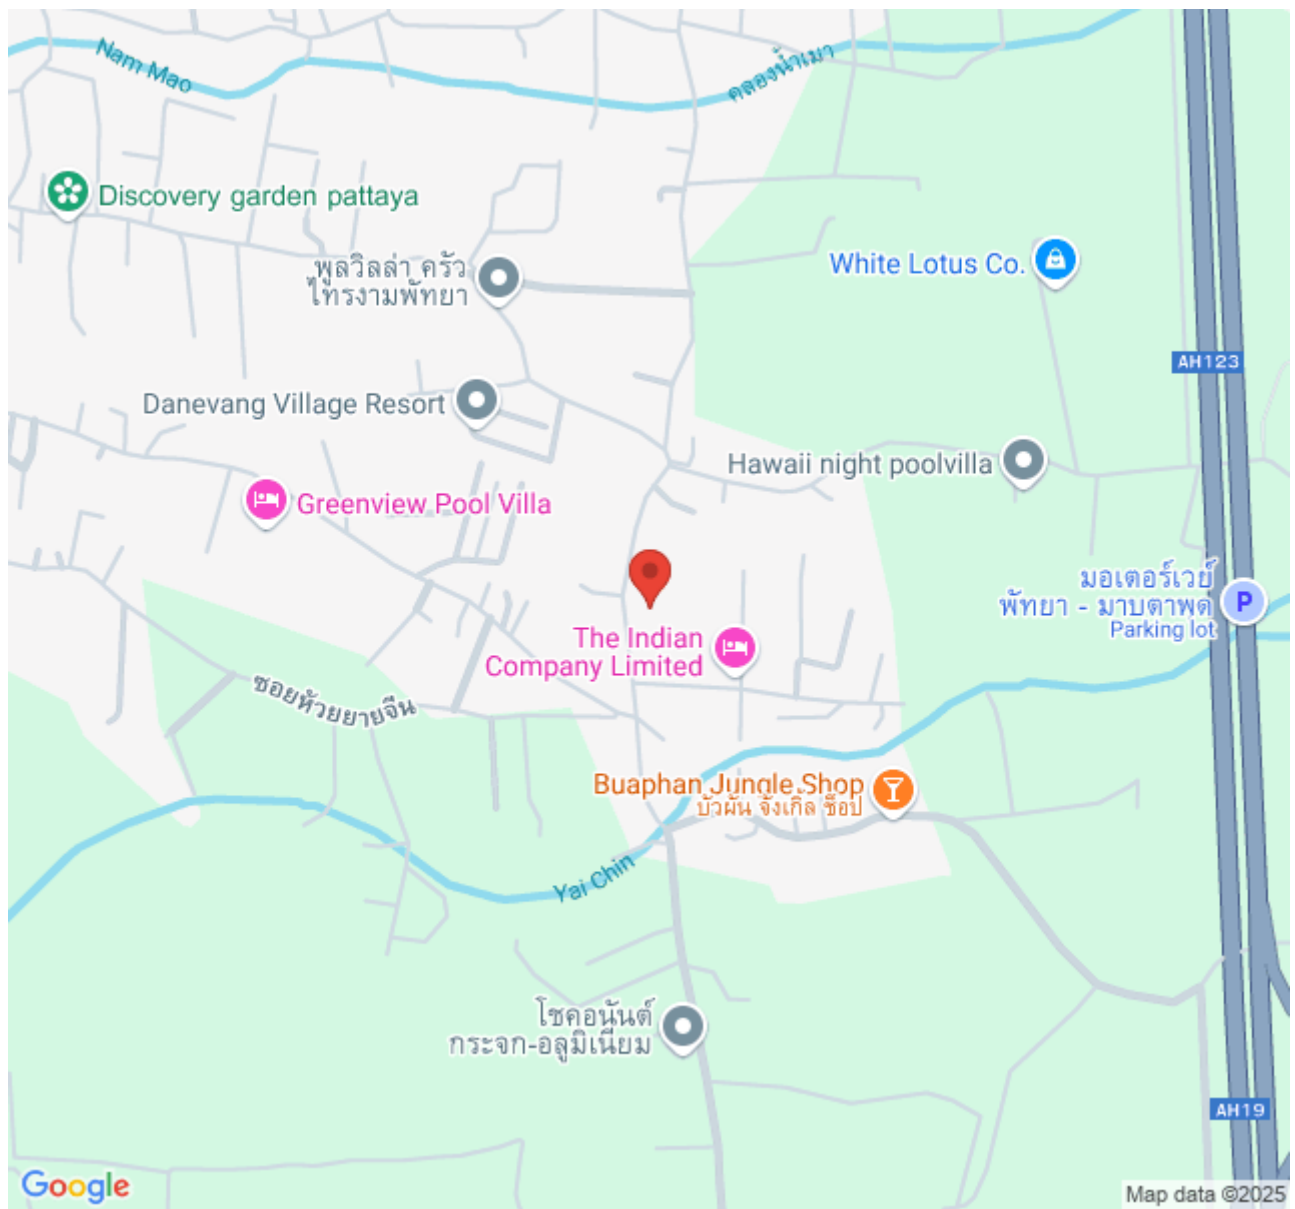 Nam Mao
คลองน้ำเมา
Discovery garden pattaya
พูลวิลล่า ครัว
ไทรงามพัทยา
White Lotus Co.
AH123
Danevang Village Resort
Hawaii night poolvilla
Greenview Pool Villa
มอเตอร์เวย์
พัทยา - มาบตาพุด
Parking lot
P
The Indian
Company Limited
ซอยห้วยยายจีน
Buaphan Jungle Shop
บัวผัน จังเกิ้ล ช็อป
Yai Chin
โชคอนันต์
กระจก-อลูมิเนียม
AH19
Google
Map data ©2025